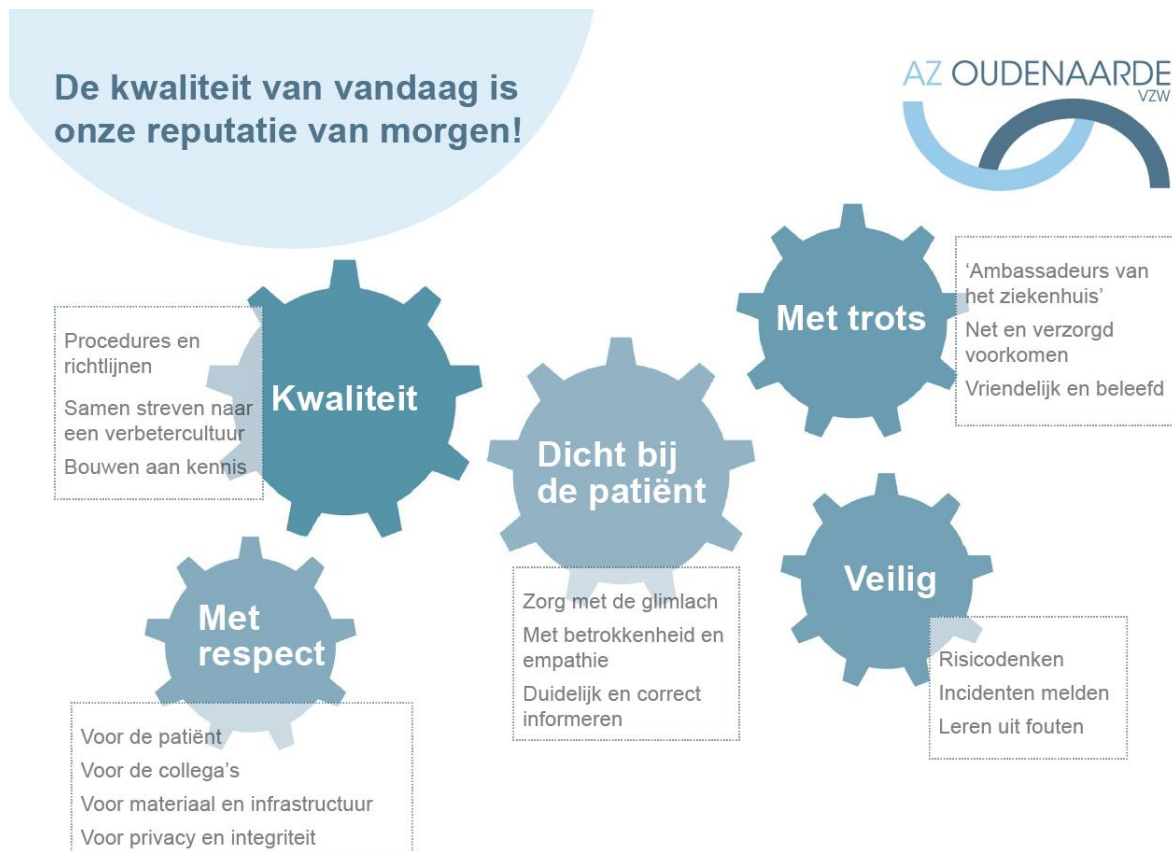 De kwaliteit van vandaag is
onze reputatie van morgen!
AZ OUDENAARDE
VZW
Procedures en
richtlijnen
Samen streven naar
een verbetercultuur
Bouwen aan kennis
Kwaliteit
Met trots
‘Ambassadeurs van
het ziekenhuis’
Net en verzorgd
voorkomen
Vriendelijk en beleefd
Dicht bij
de patiënt
Zorg met de glimlach
Met betrokkenheid en
empathie
Duidelijk en correct
informeren
Veilig
Risicodenken
Incidenten melden
Leren uit fouten
Met
respect
Voor de patiënt
Voor de collega’s
Voor materiaal en infrastructuur
Voor privacy en integriteit